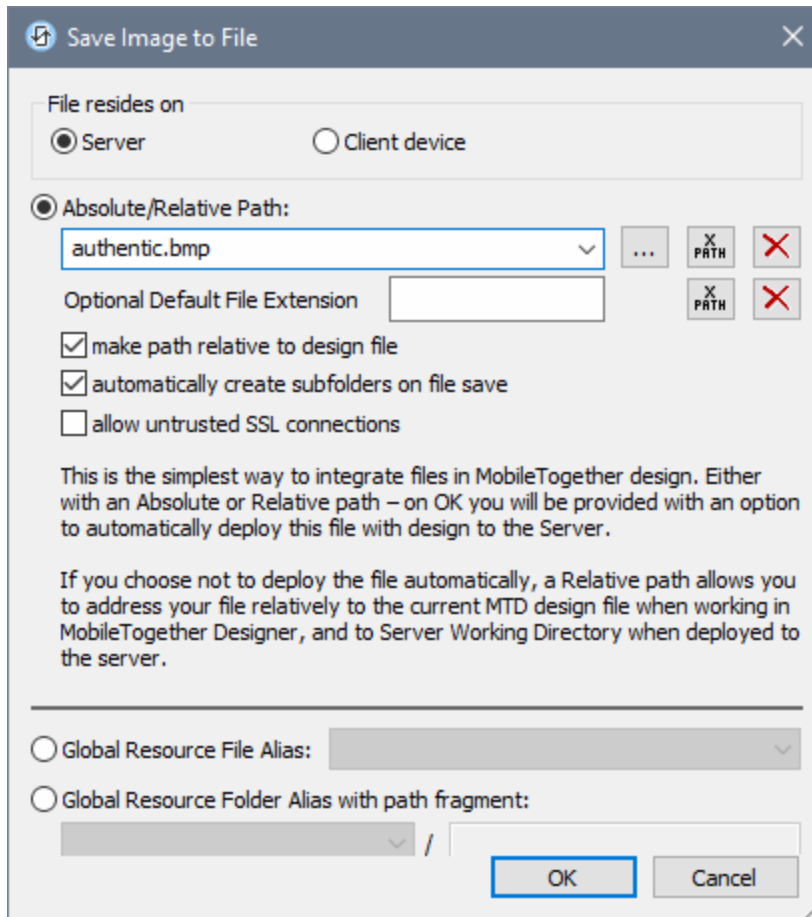 Save Image to File
File resides on
Server Client device
Absolute/Relative Path:
authentic.bmp ... X PATH
Optional Default File Extension X PATH
make path relative to design file
automatically create subfolders on file save
allow untrusted SSL connections
This is the simplest way to integrate files in MobileTogether design. Either
with an Absolute or Relative path – on OK you will be provided with an option
to automatically deploy this file with design to the Server.
If you choose not to deploy the file automatically, a Relative path allows you
to address your file relatively to the current MTD design file when working in
MobileTogether Designer, and to Server Working Directory when deployed to
the server.
Global Resource File Alias:
Global Resource Folder Alias with path fragment:
/
OK Cancel